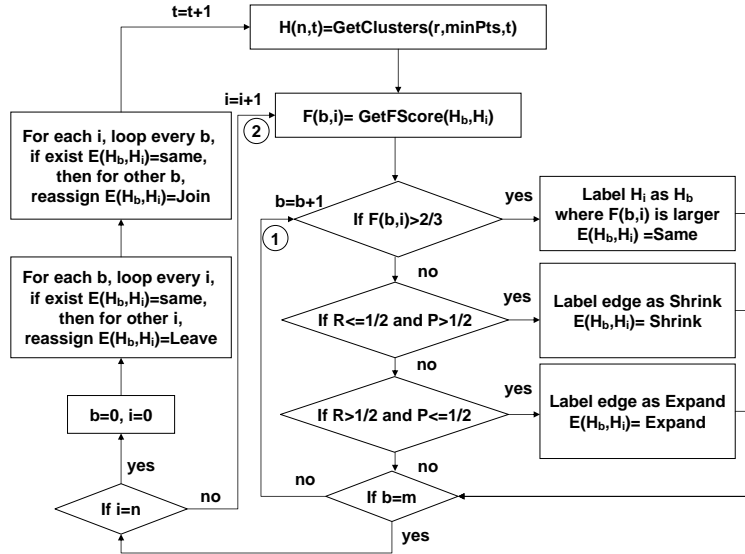 t=t+1
H(n,t)=GetClusters(r,minPts,t)
i=i+1
2
F(b,i)= GetFScore(H_b,H_i)
For each i, loop every b,
if exist E(H_b,H_i)=same,
then for other b,
reassign E(H_b,H_i)=Join
b=b+1
1
If F(b,i)>2/3
yes
Label H_i as H_b
where F(b,i) is larger
E(H_b,H_i) =Same
no
For each b, loop every i,
if exist E(H_b,H_i)=same,
then for other i,
reassign E(H_b,H_i)=Leave
If R<=1/2 and P>1/2
yes
Label edge as Shrink
E(H_b,H_i)= Shrink
no
b=0, i=0
If R>1/2 and P<=1/2
yes
Label edge as Expand
E(H_b,H_i)= Expand
no
yes
If i=n
no
no
If b=m
yes